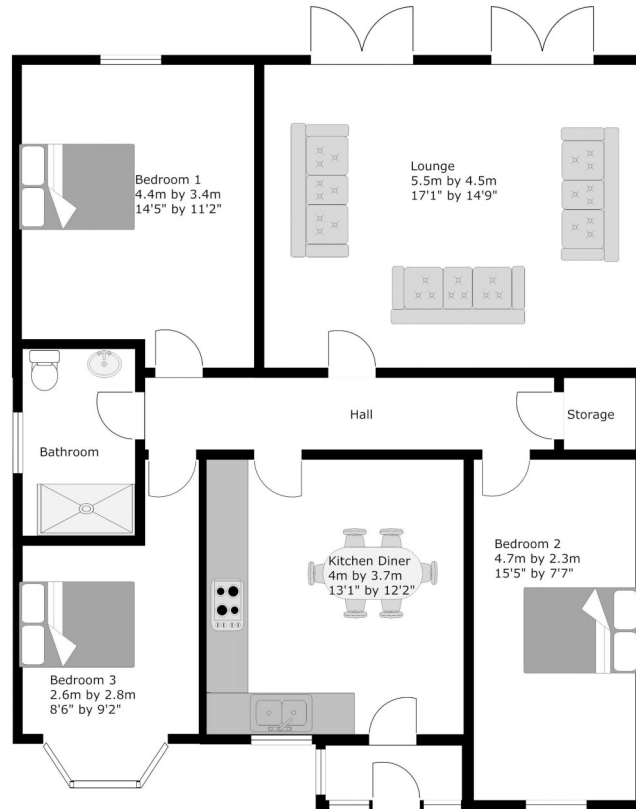 Bedroom 1
4.4m by 3.4m
14'5" by 11'2"
Lounge
5.5m by 4.5m
17'1" by 14'9"
Hall
Storage
Bathroom
Kitchen Diner
4m by 3.7m
13'1" by 12'2"
Bedroom 2
4.7m by 2.3m
15'5" by 7'7"
Bedroom 3
2.6m by 2.8m
8'6" by 9'2"